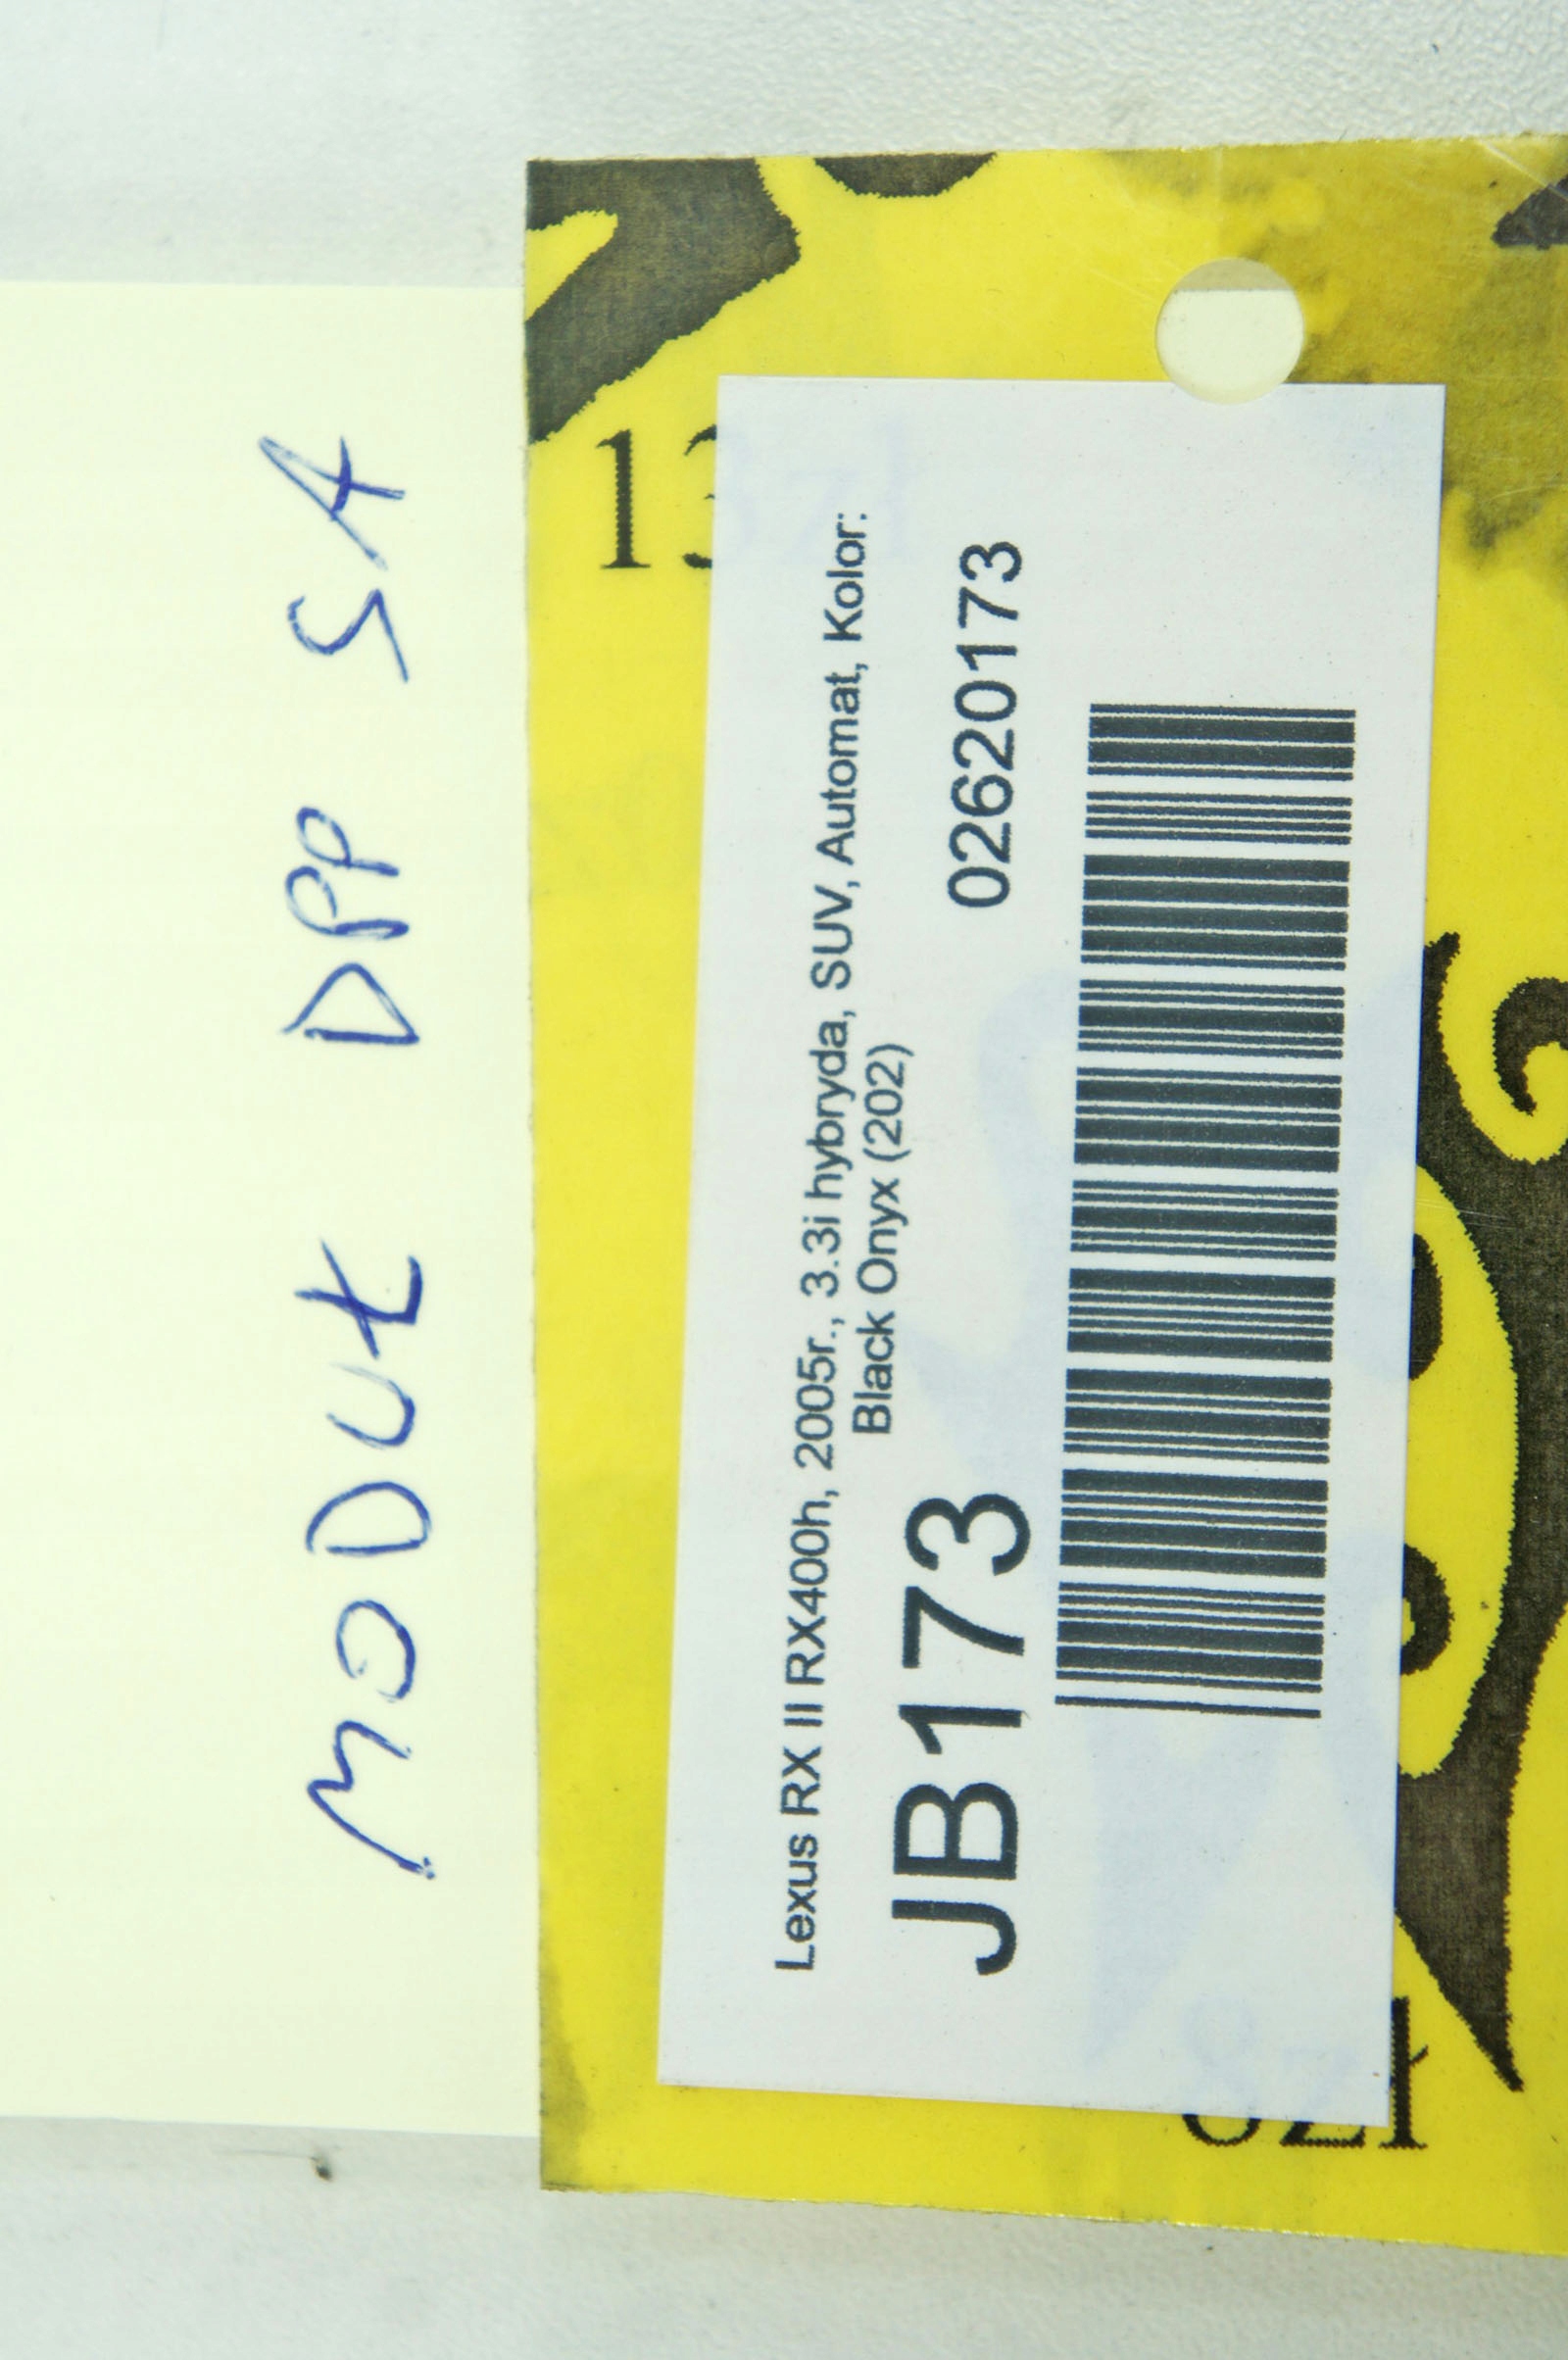 MODUŁ DPP SA
Lexus RX II RX400h, 2005r., 3.3i hybryda, SUV, Automat, Kolor:
Black Onyx (202)
JB173 02620173